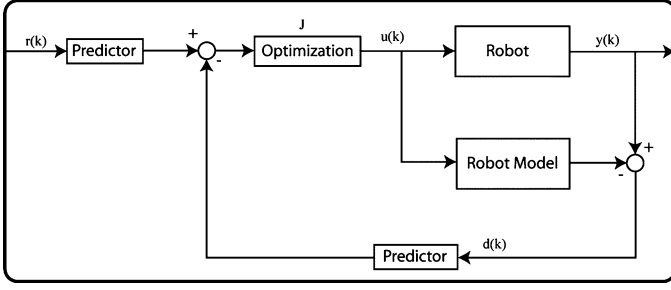 J
r(k)
Predictor
+
-
Optimization
u(k)
Robot
y(k)
Robot Model
+
-
Predictor
d(k)